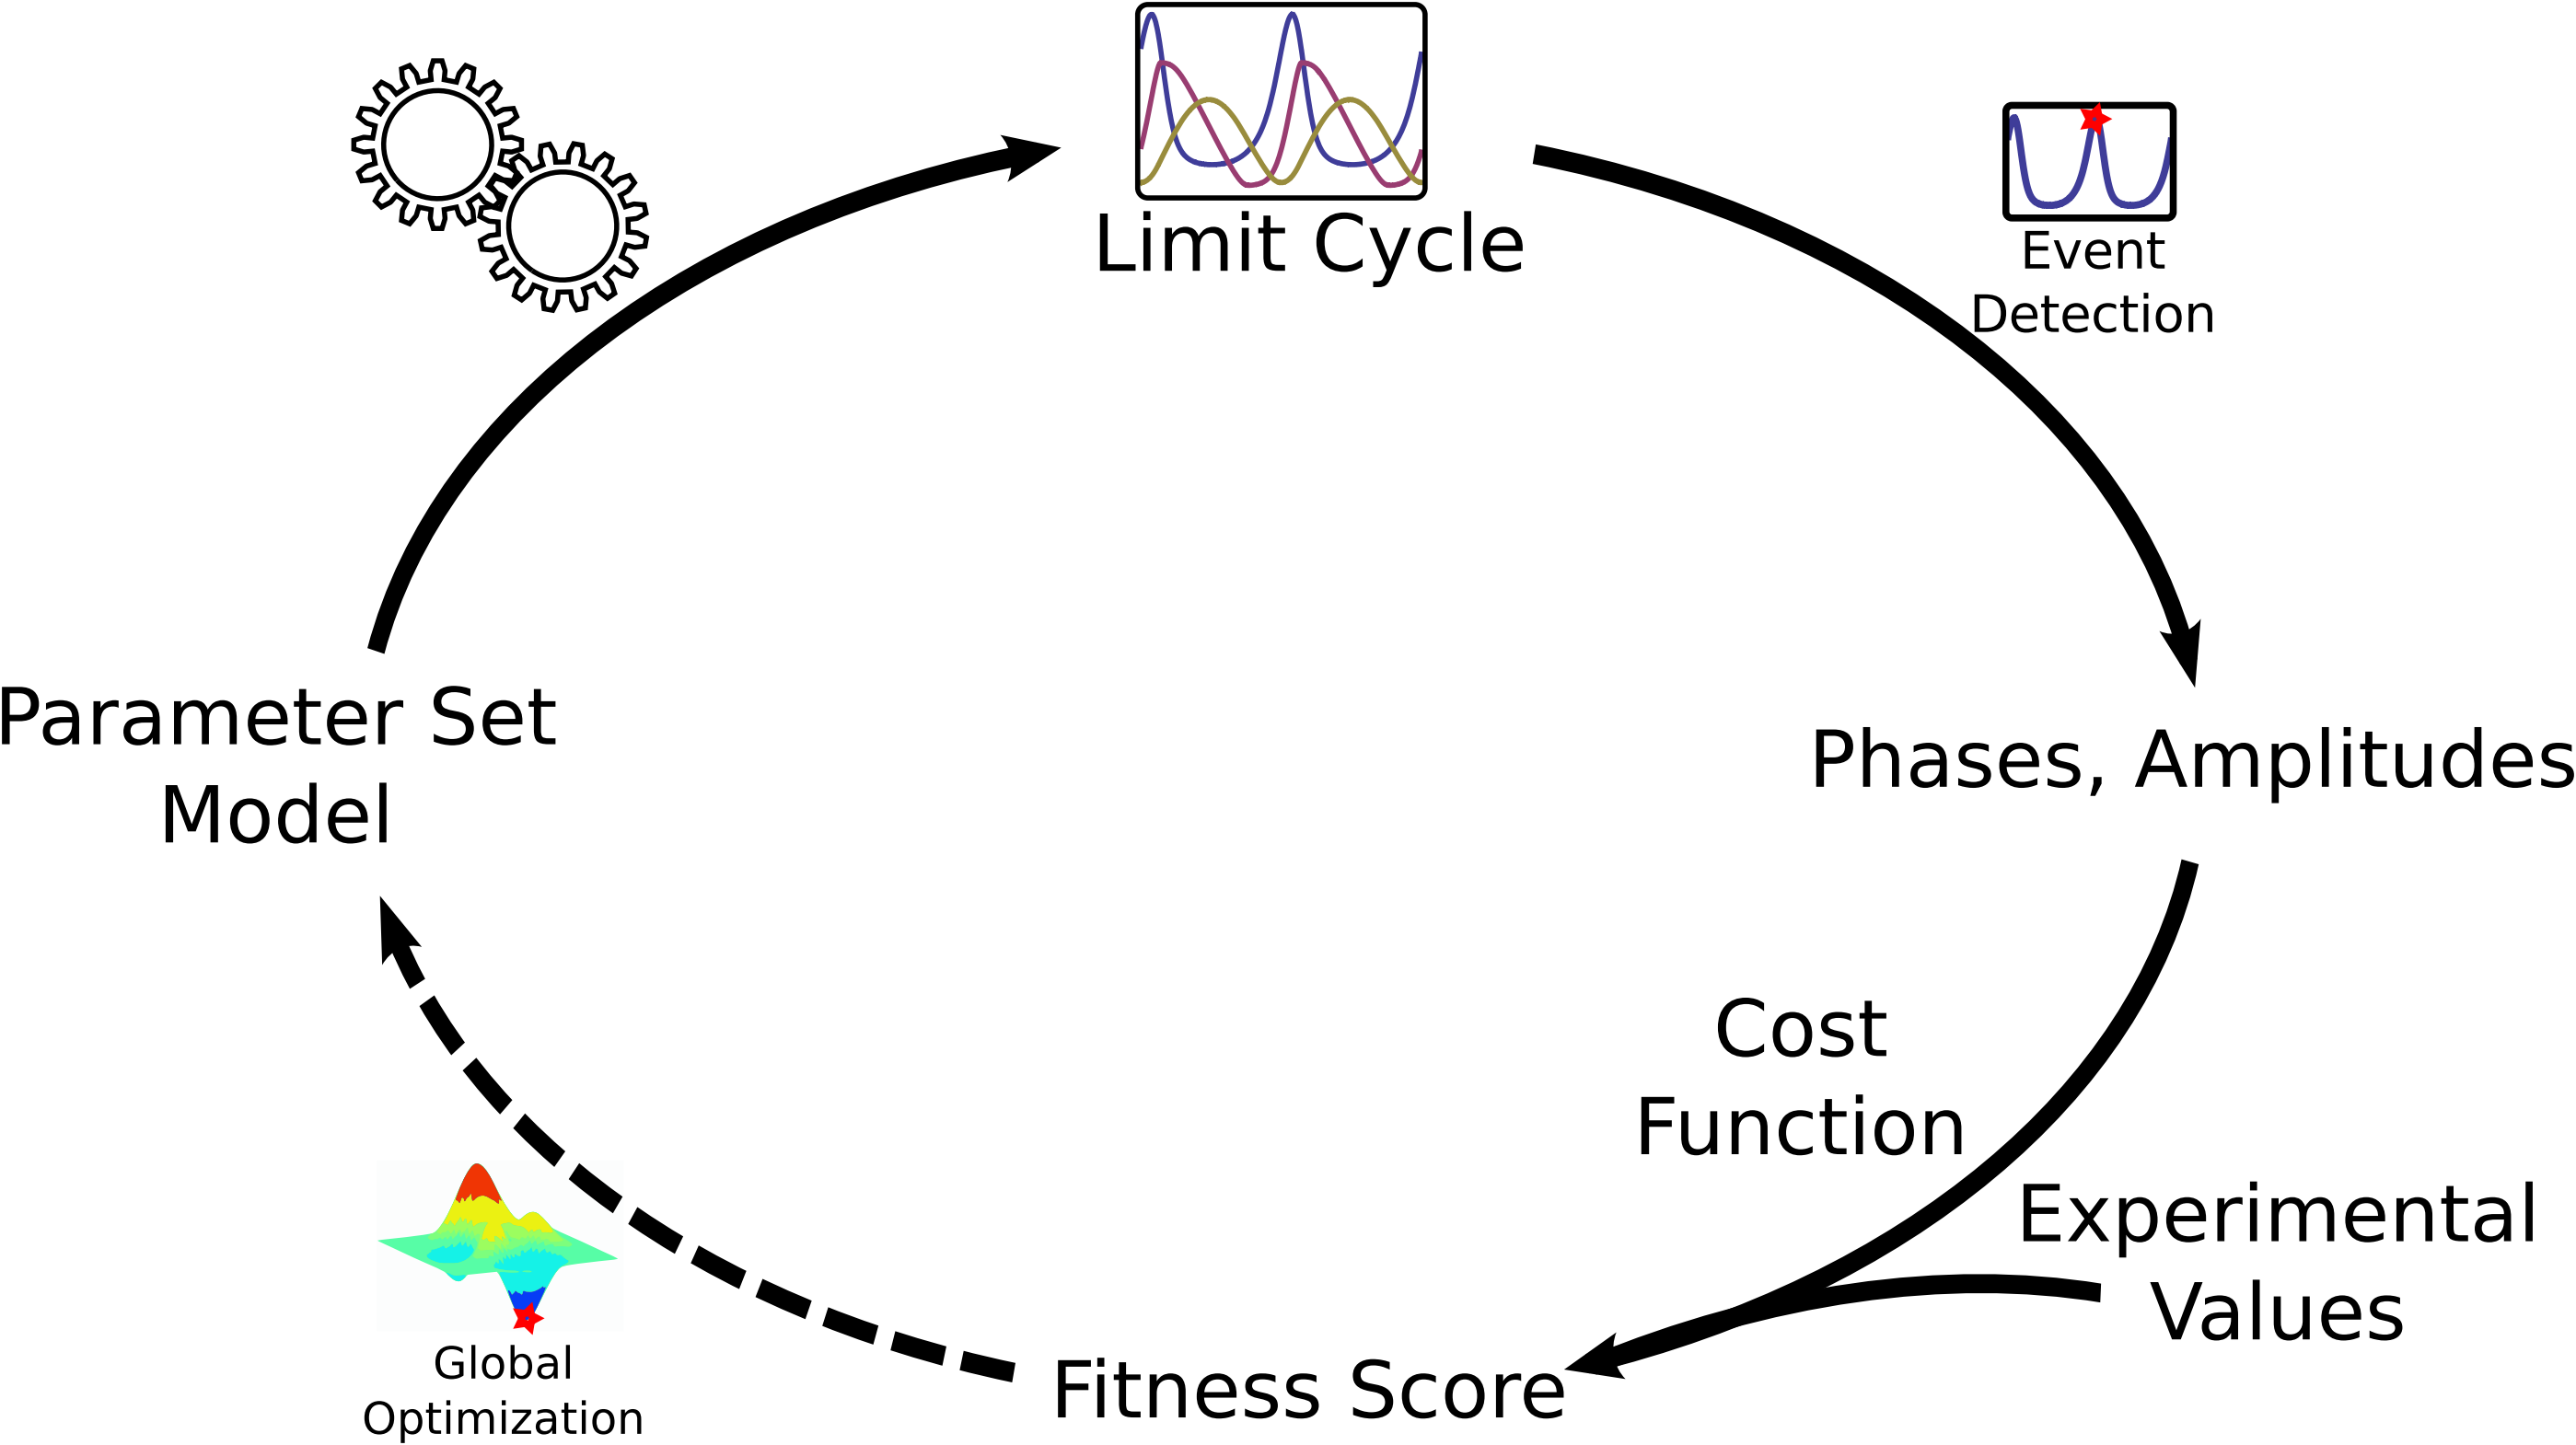 Limit Cycle
Event
Detection
Parameter Set
Model
Phases, Amplitudes
Cost
Function
Experimental
Values
Fitness Score
Global
Optimization